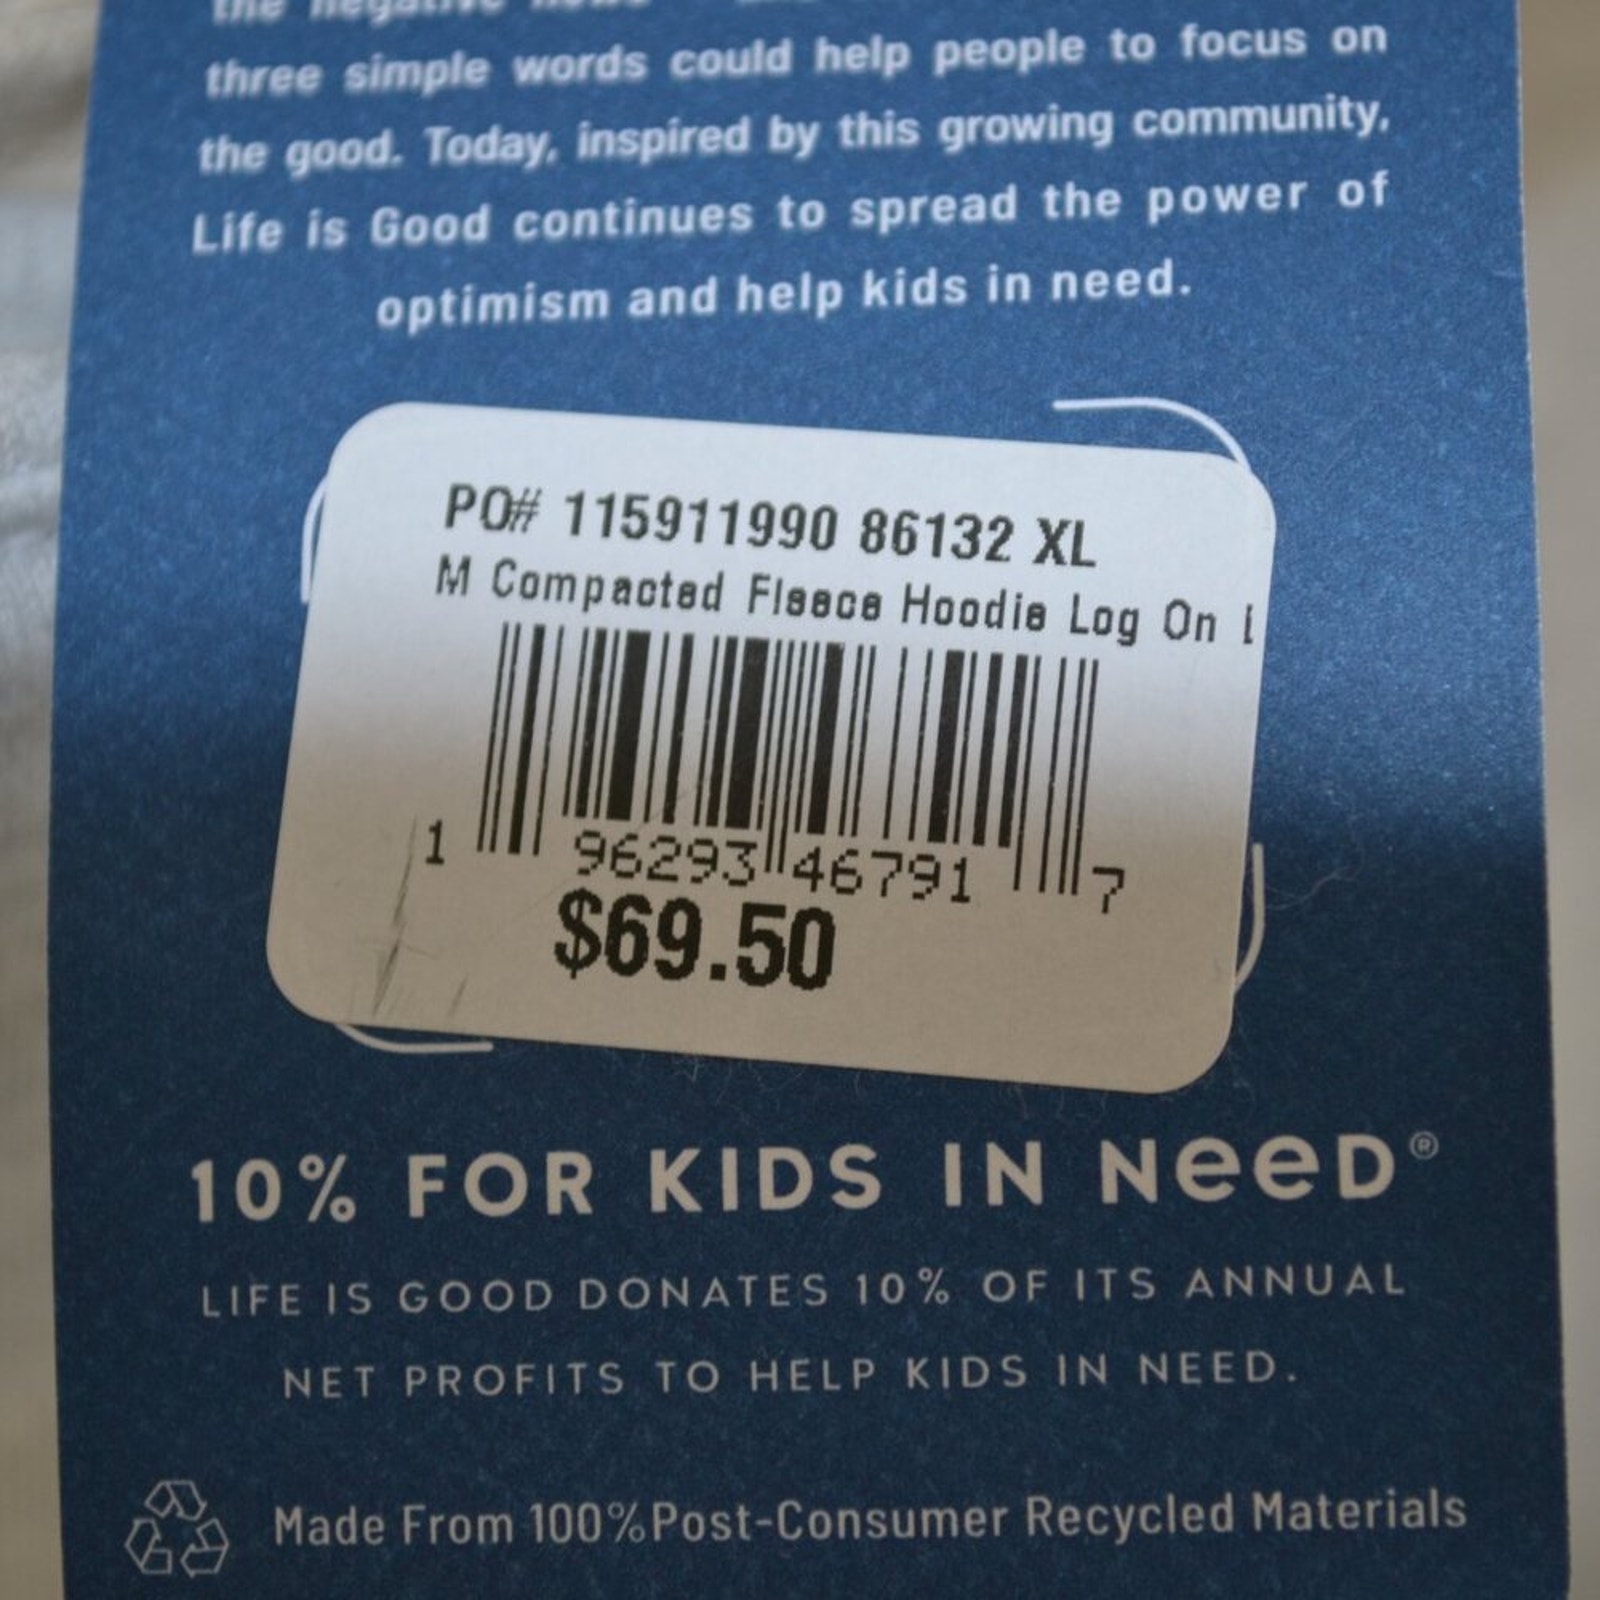 the negative news
three simple words could help people to focus on
the good. Today, inspired by this growing community,
Life is Good continues to spread the power of
optimism and help kids in need.
PO# 115911990 86132 XL
M Compacted Fleece Hoodie Log On
1 96293 46791 7
$69.50
10% FOR KIDS IN NeeD®
LIFE IS GOOD DONATES 10% OF ITS ANNUAL
NET PROFITS TO HELP KIDS IN NEED.
Made From 100%Post-Consumer Recycled Materials